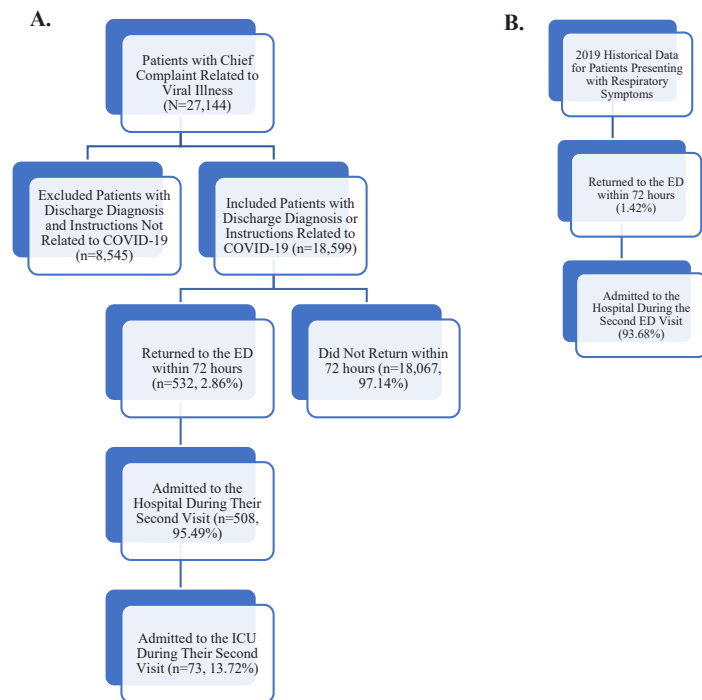 A.
Patients with Chief
Complaint Related to
Viral Illness
(N=27,144)
Excluded Patients with
Discharge Diagnosis
and Instructions Not
Related to COVID-19
(n=8,545)
Included Patients with
Discharge Diagnosis or
Instructions Related to
COVID-19 (n=18,599)
Returned to the ED
within 72 hours
(n=532, 2.86%)
Did Not Return within
72 hours (n=18,067,
97.14%)
Admitted to the
Hospital During Their
Second Visit (n=508,
95.49%)
Admitted to the ICU
During Their Second
Visit (n=73, 13.72%)
B.
2019 Historical Data
for Patients Presenting
with Respiratory
Symptoms
Returned to the ED
within 72 hours
(1.42%)
Admitted to the
Hospital During the
Second ED Visit
(93.68%)